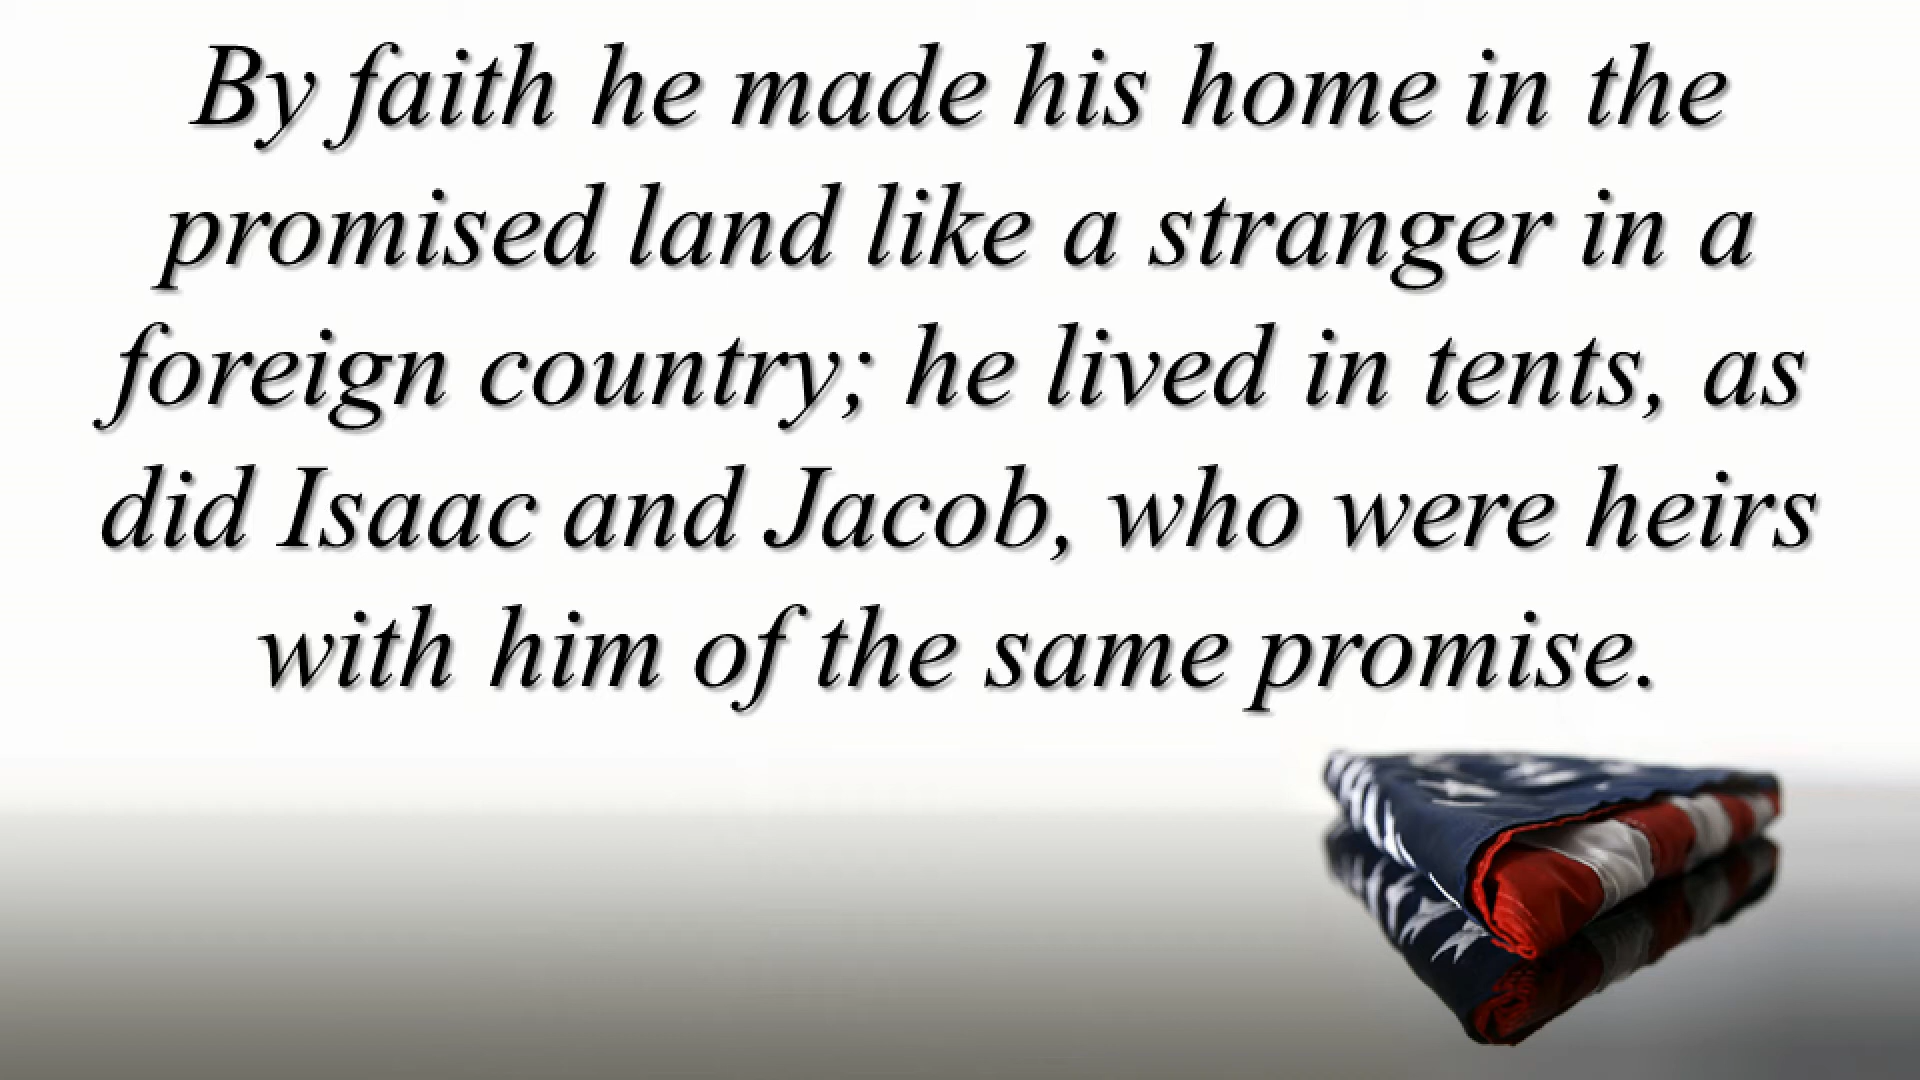 By faith he made his home in the
promised land like a stranger in a
foreign country; he lived in tents, as
did Isaac and Jacob, who were heirs
with him of the same promise.